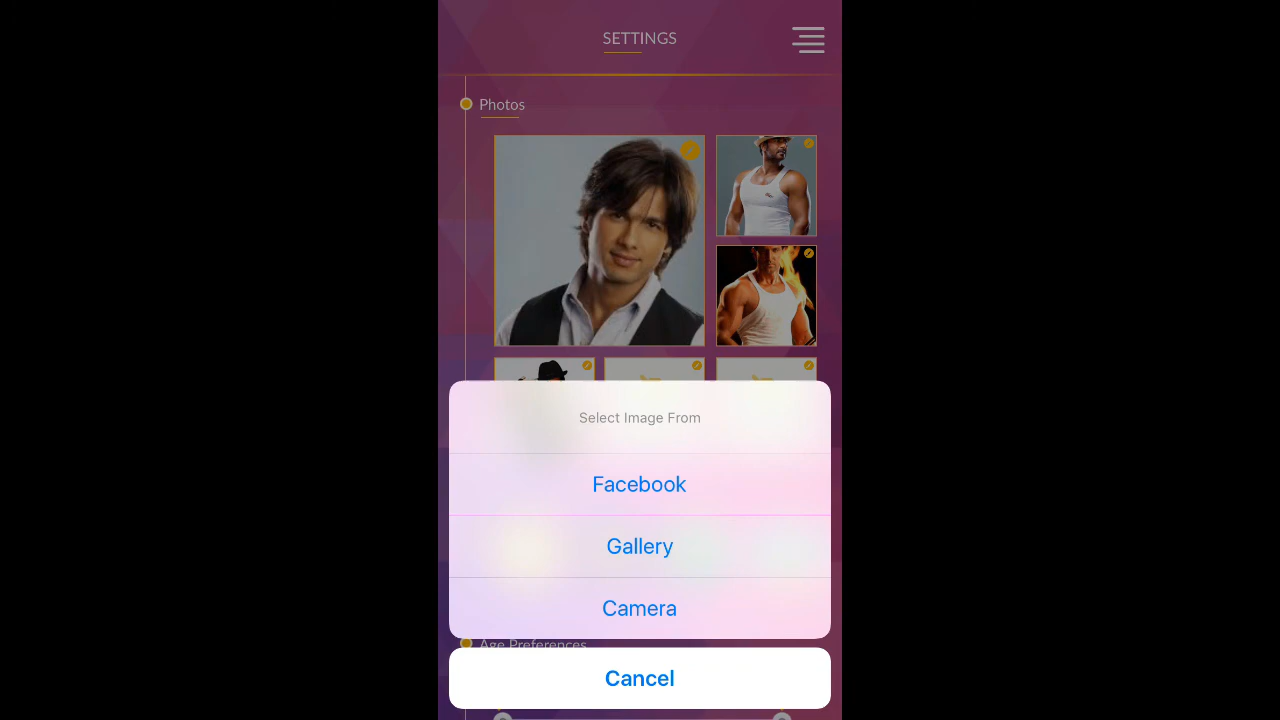 SETTINGS
Photos
Select Image From
Facebook
Gallery
Camera
Age Preferences
Cancel